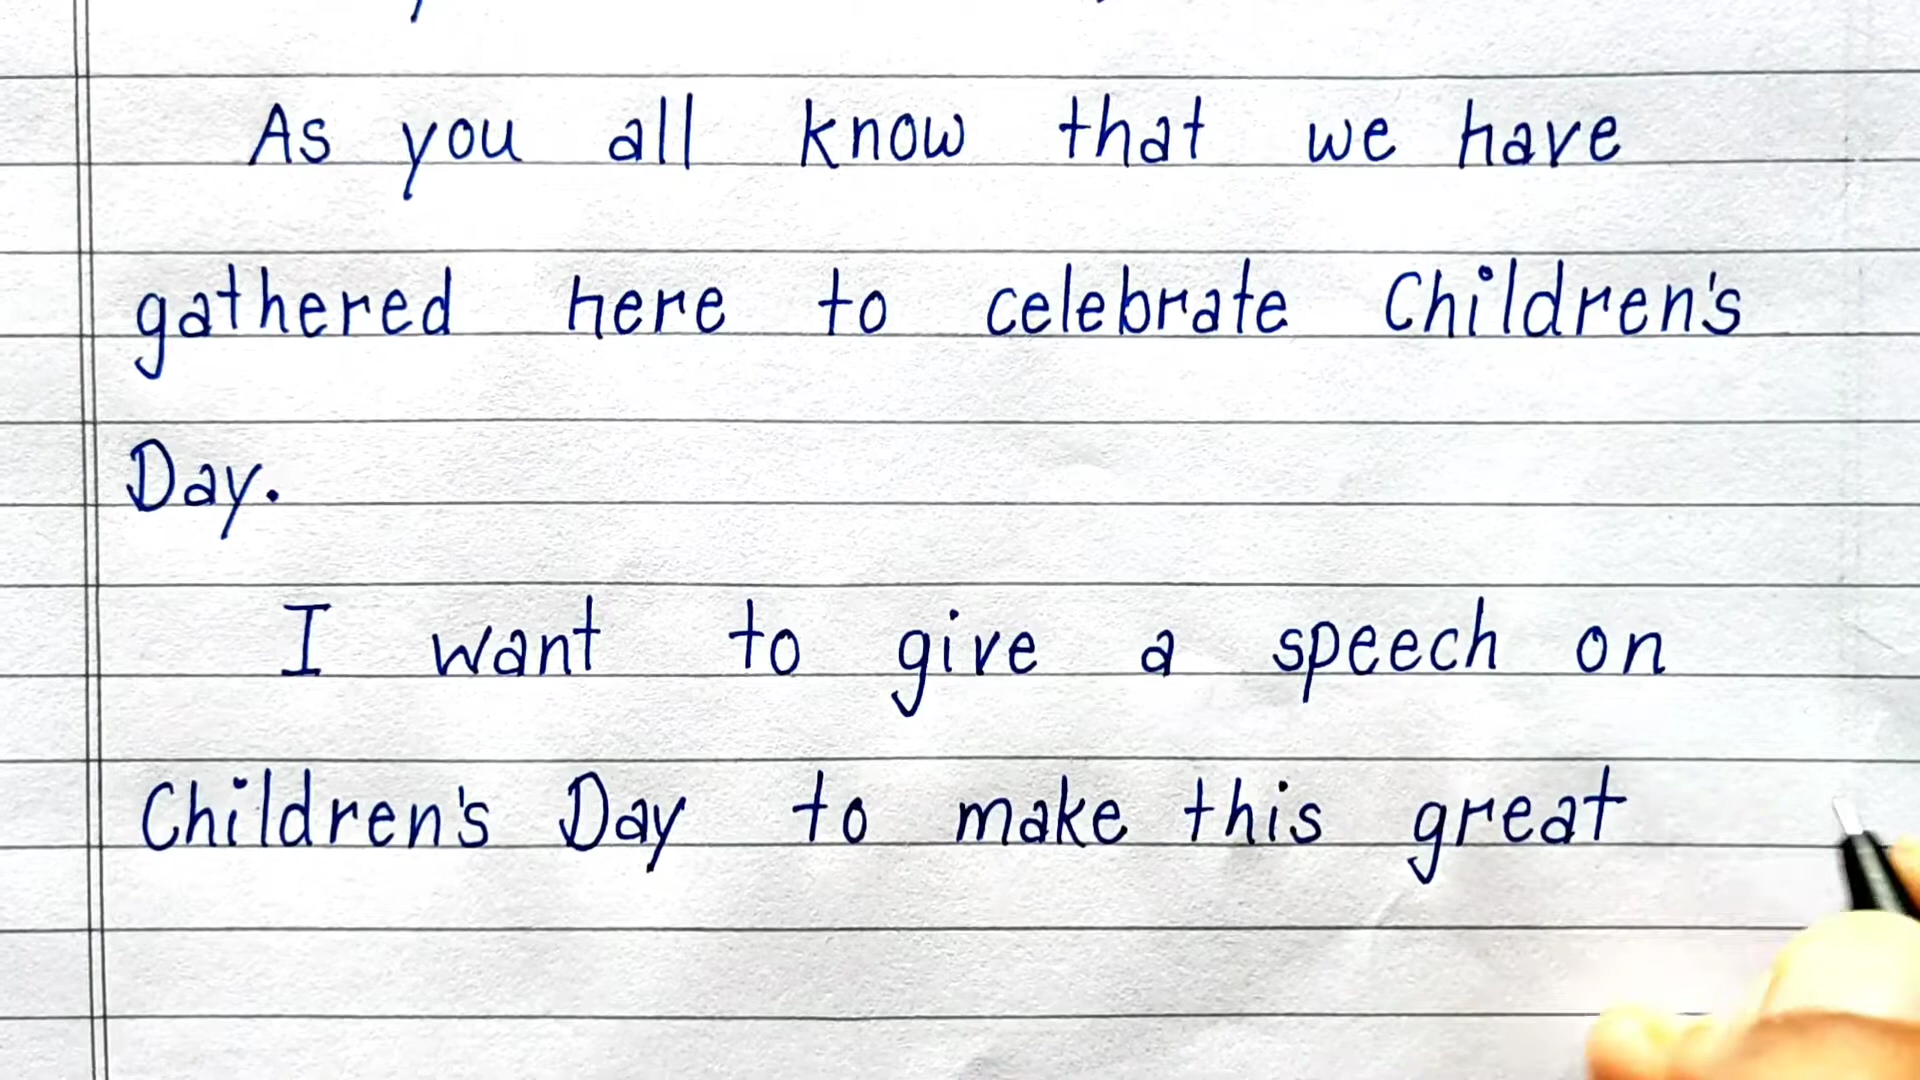 As you all know that we have
gathered here to celebrate Children's
Day.
I want to give a speech on
Children's Day to make this great